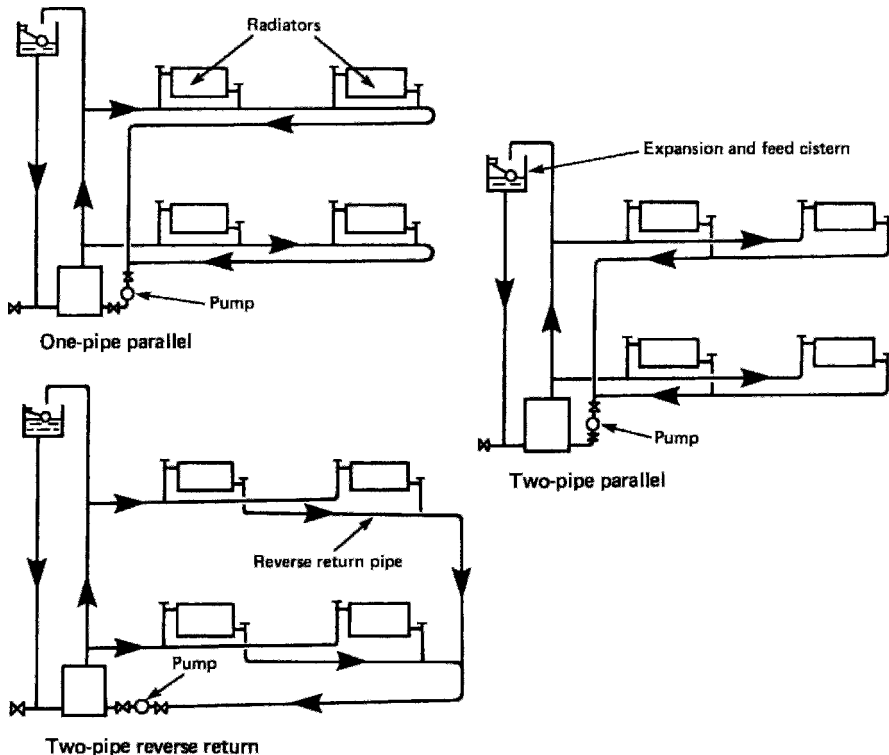 Radiators
Pump
One-pipe parallel
Expansion and feed cistern
Pump
Two-pipe parallel
Reverse return pipe
Pump
Two-pipe reverse return